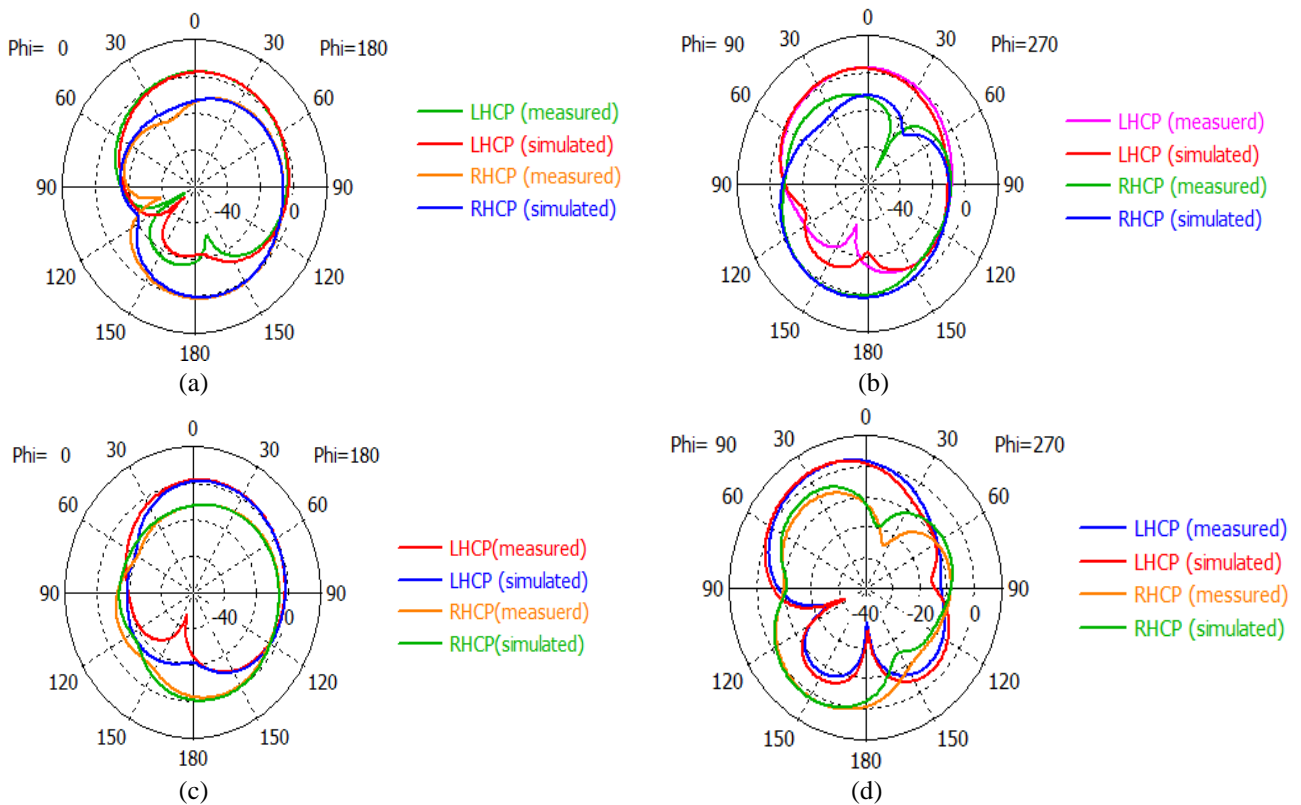 0
Phi= 0 30 30 Phi=180
60 60
90 -40 0 90
120 120
150 150
180
LHCP (measured)
LHCP (simulated)
RHCP (measured)
RHCP (simulated)
(a)
0
Phi= 90 30 30 Phi=270
60 60
90 -40 0 90
120 120
150 150
180
LHCP (measuerd)
LHCP (simulated)
RHCP (measured)
RHCP (simulated)
(b)
0
Phi= 0 30 30 Phi=180
60 60
90 -40 0 90
120 120
150 150
180
LHCP(measured)
LHCP (simulated)
RHCP(measuerd)
RHCP(simulated)
(c)
0
Phi= 90 30 30 Phi=270
60 60
90 -40 -20 0 90
120 120
150 150
180
LHCP (measured)
LHCP (simulated)
RHCP (messured)
RHCP (simulated)
(d)